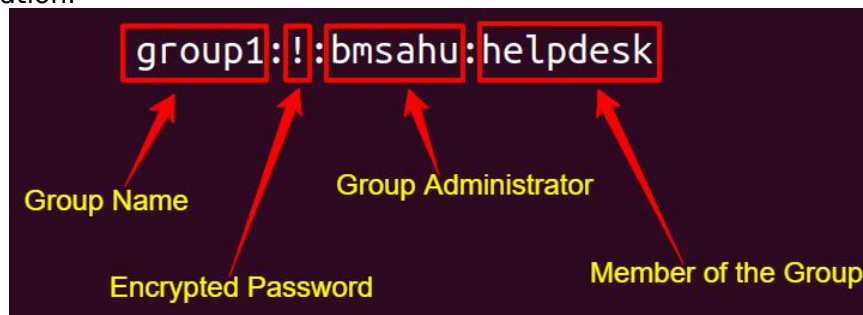 group1:!:bmsahu:helpdesk
Group Name
Group Administrator
Encrypted Password
Member of the Group